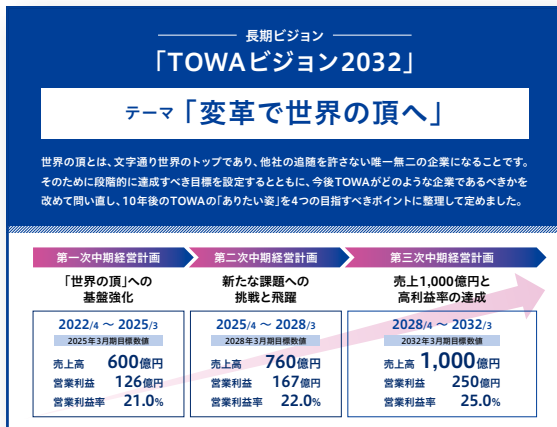 長期ビジョン
「TOWAビジョン2032」
テーマ「変革で世界の頂へ」
世界の頂とは、文字通り世界のトップであり、他社の追随を許さない唯一無二の企業になることです。
そのために段階的に達成すべき目標を設定するとともに、今後TOWAがどのような企業であるべきかを
改めて問い直し、10年後のTOWAの「ありたい姿」を4つの目指すべきポイントに整理して定めました。
第一次中期経営計画
「世界の頂」への
基盤強化
2022/4 ～ 2025/3
2025年3月期目標数値
売上高 600億円
営業利益 126億円
営業利益率 21.0%
第二次中期経営計画
新たな課題への
挑戦と飛躍
2025/4 ～ 2028/3
2028年3月期目標数値
売上高 760億円
営業利益 167億円
営業利益率 22.0%
第三次中期経営計画
売上1,000億円と
高利益率の達成
2028/4 ～ 2032/3
2032年3月期目標数値
売上高 1,000億円
営業利益 250億円
営業利益率 25.0%